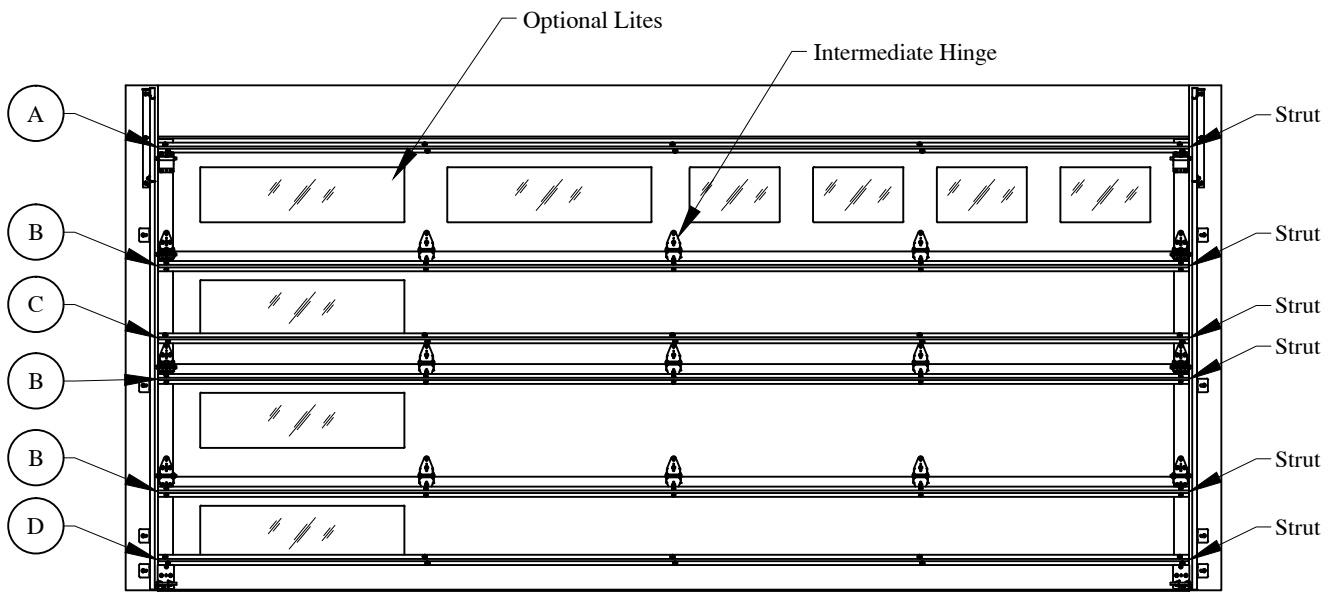 Optional Lites
Intermediate Hinge
A
Strut
B
Strut
C
Strut
B
Strut
B
Strut
D
Strut